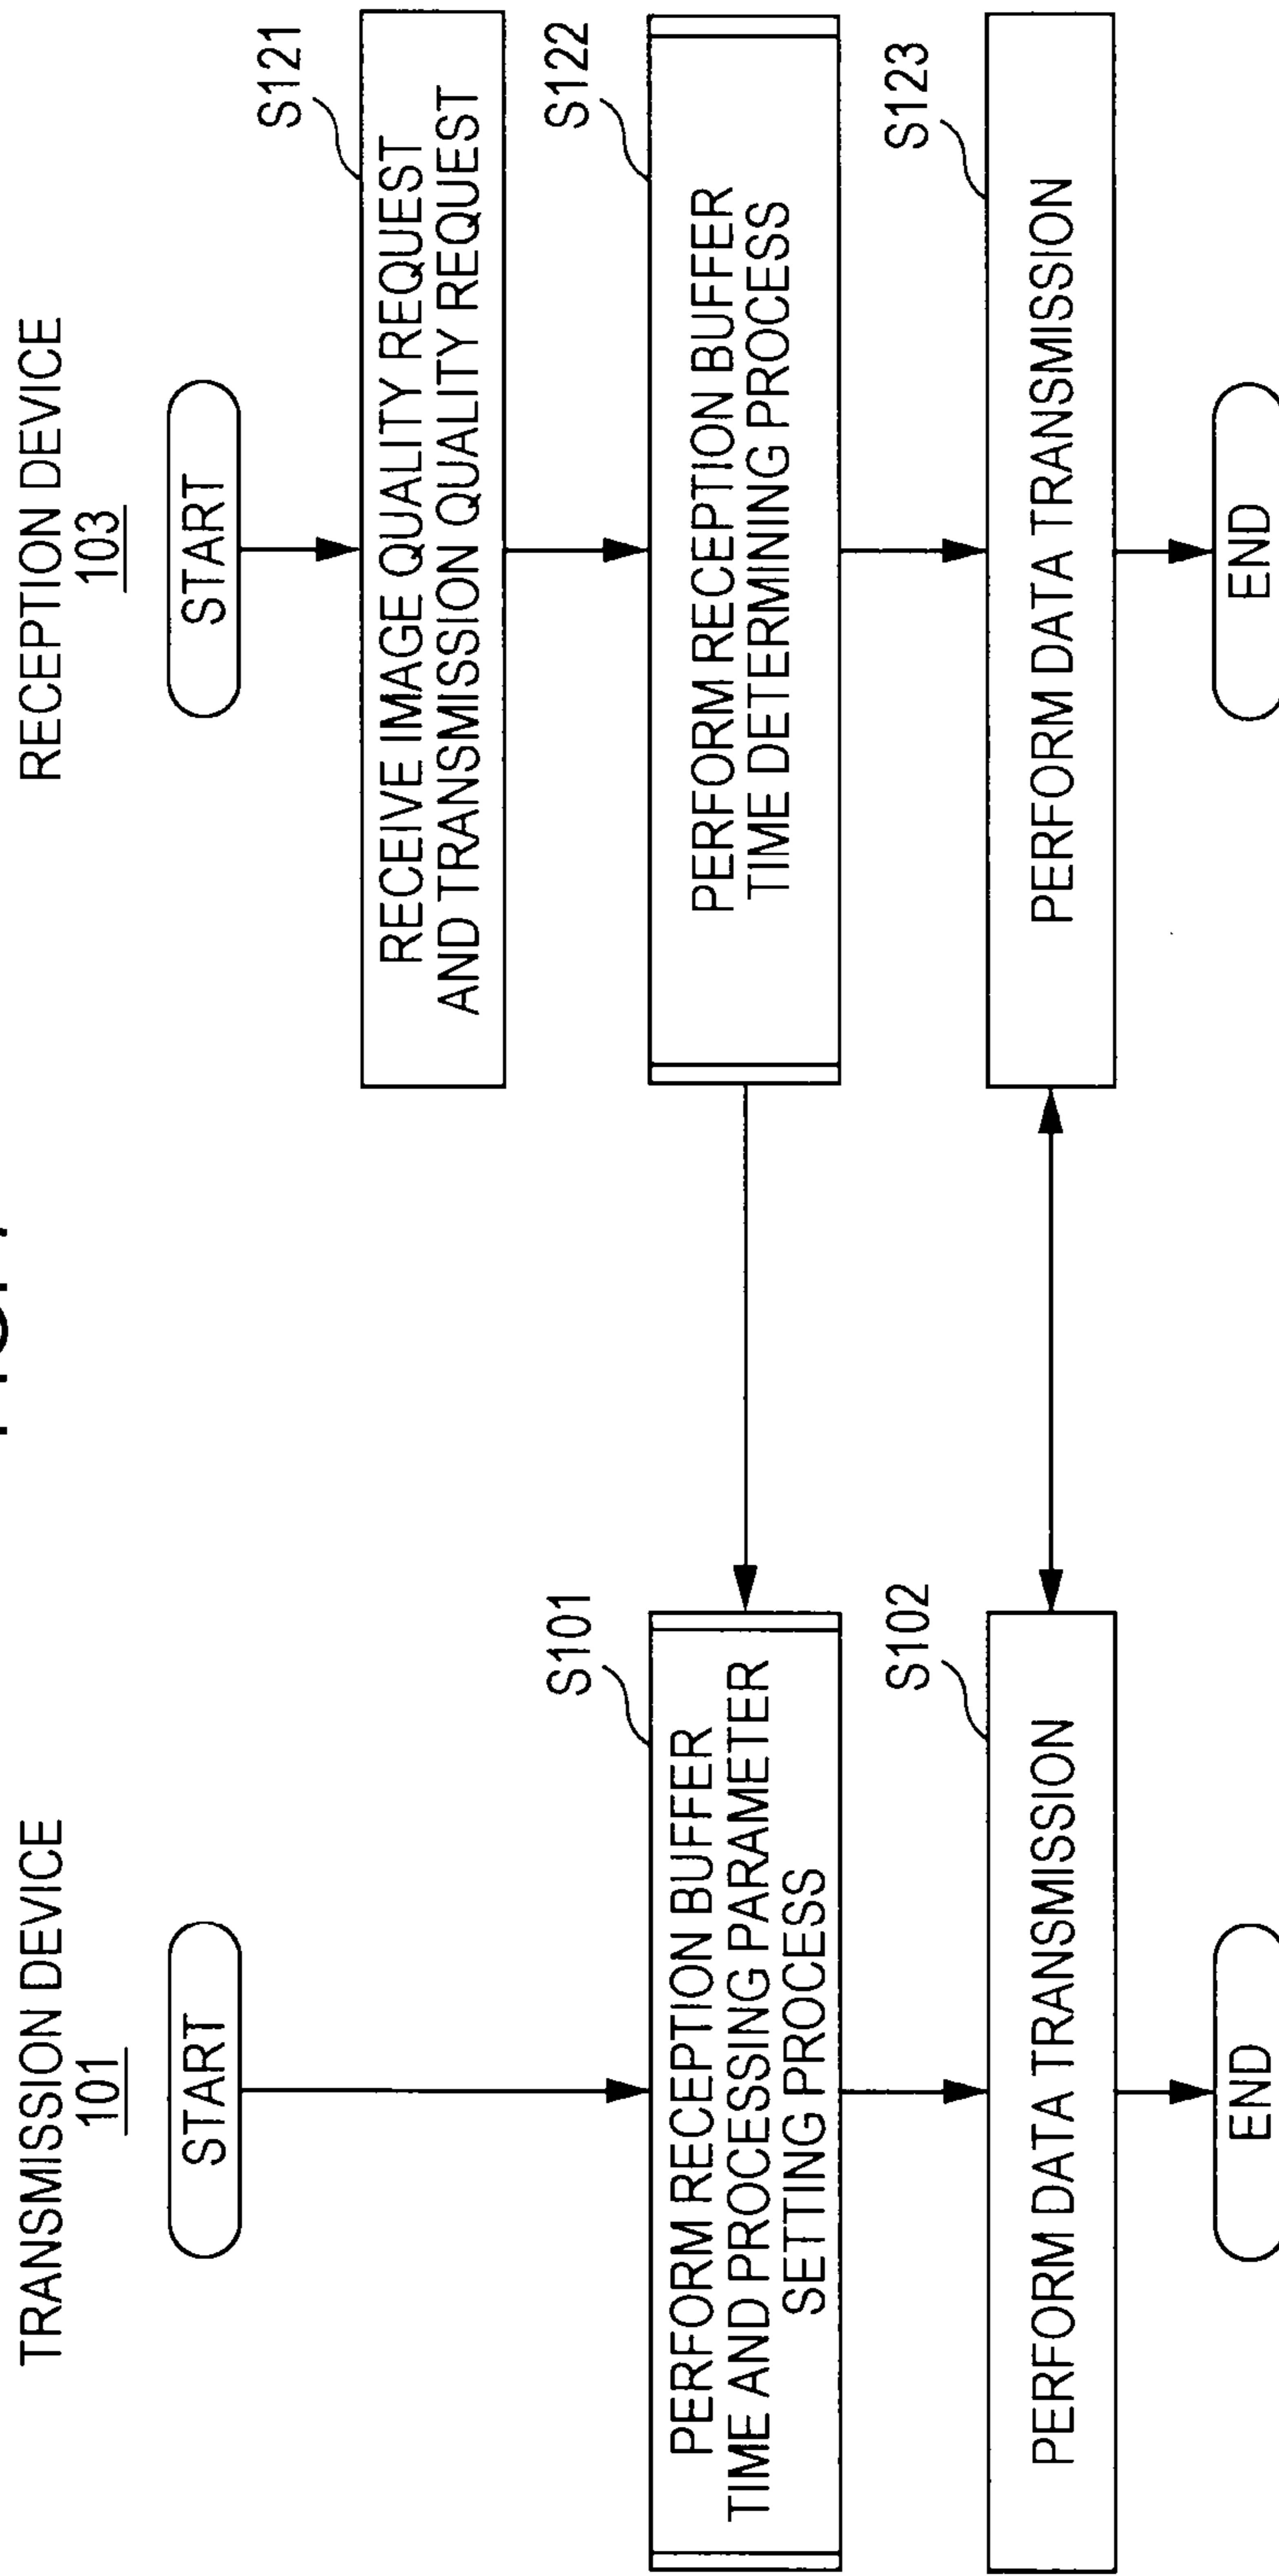 TRANSMISSION DEVICE
101
START
S101
PERFORM RECEPTION BUFFER
TIME AND PROCESSING PARAMETER
SETTING PROCESS
S102
PERFORM DATA TRANSMISSION
END
RECEPTION DEVICE
103
START
S121
RECEIVE IMAGE QUALITY REQUEST
AND TRANSMISSION QUALITY REQUEST
S122
PERFORM RECEPTION BUFFER
TIME DETERMINING PROCESS
S123
PERFORM DATA TRANSMISSION
END